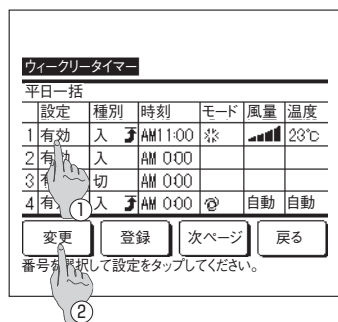 ウィークリータイマー
平日一括
設定 種別 時刻 モード 風量 温度
1 有効 入 AM11:00 23℃
2 有効 入 AM 0:00
3 有 切 AM 0:00
4 有 入 AM 0:00 自動 自動
①
変更 登録 次ページ 戻る
番号を選択して設定をタップしてください。
②